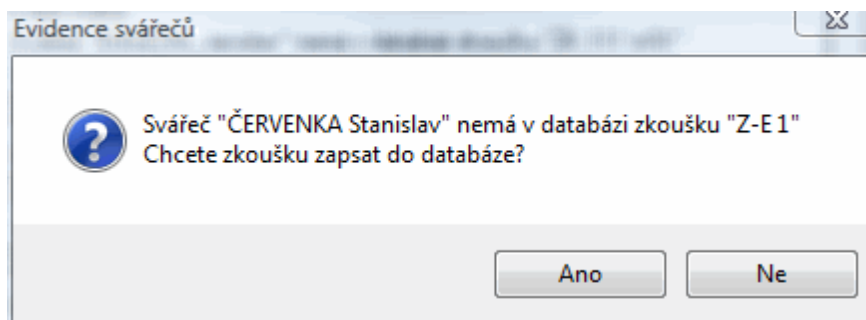 Evidence svářečů
Svářeč "ČERVENKA Stanislav" nemá v databázi zkoušku "Z-E 1"
Chcete zkoušku zapsat do databáze?
Ano
Ne